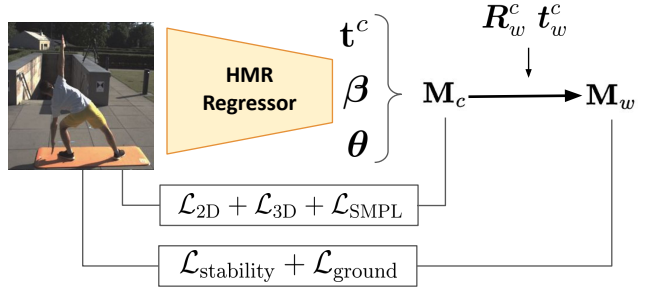 R_w^c t_w^c
t^c
HMR
Regressor
β
M_c
M_w
θ
ℒ_2D + ℒ_3D + ℒ_SMPL
ℒ_stability + ℒ_ground